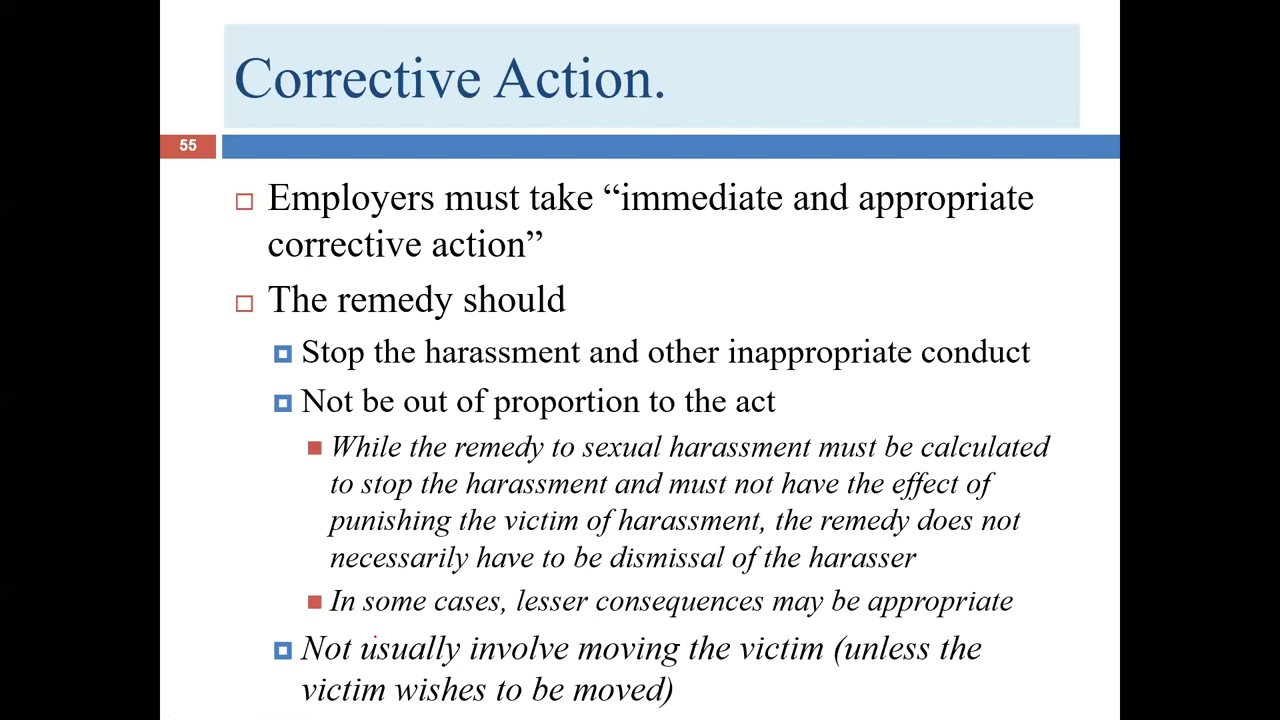 Corrective Action.
55
Employers must take “immediate and appropriate
corrective action”
The remedy should
Stop the harassment and other inappropriate conduct
Not be out of proportion to the act
While the remedy to sexual harassment must be calculated
to stop the harassment and must not have the effect of
punishing the victim of harassment, the remedy does not
necessarily have to be dismissal of the harasser
In some cases, lesser consequences may be appropriate
Not usually involve moving the victim (unless the
victim wishes to be moved)